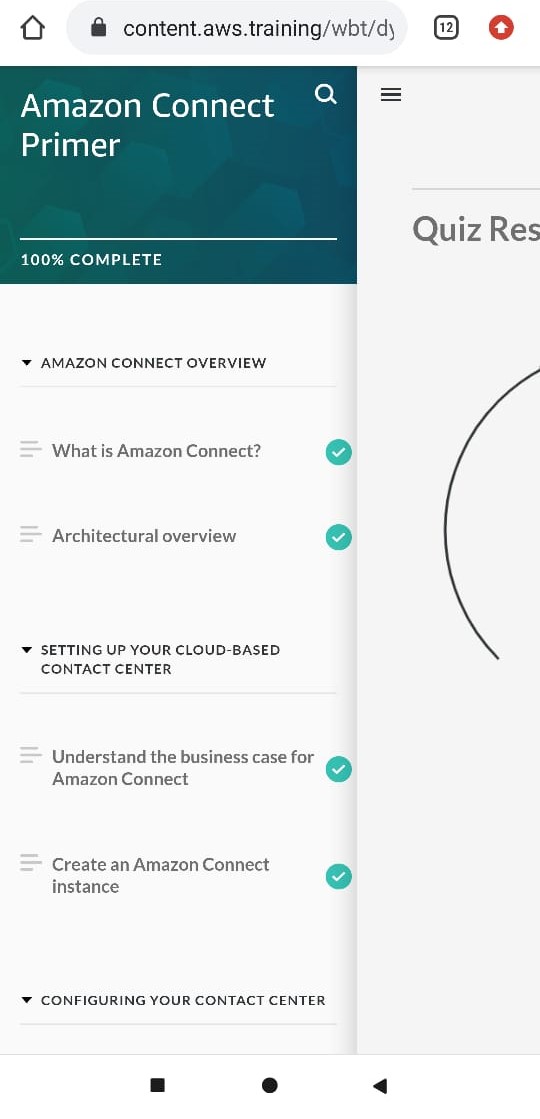 content.aws.training/wbt/dy
12
Amazon Connect
Primer
100% COMPLETE
Quiz Res
AMAZON CONNECT OVERVIEW
What is Amazon Connect?
Architectural overview
SETTING UP YOUR CLOUD-BASED
CONTACT CENTER
Understand the business case for
Amazon Connect
Create an Amazon Connect
instance
CONFIGURING YOUR CONTACT CENTER